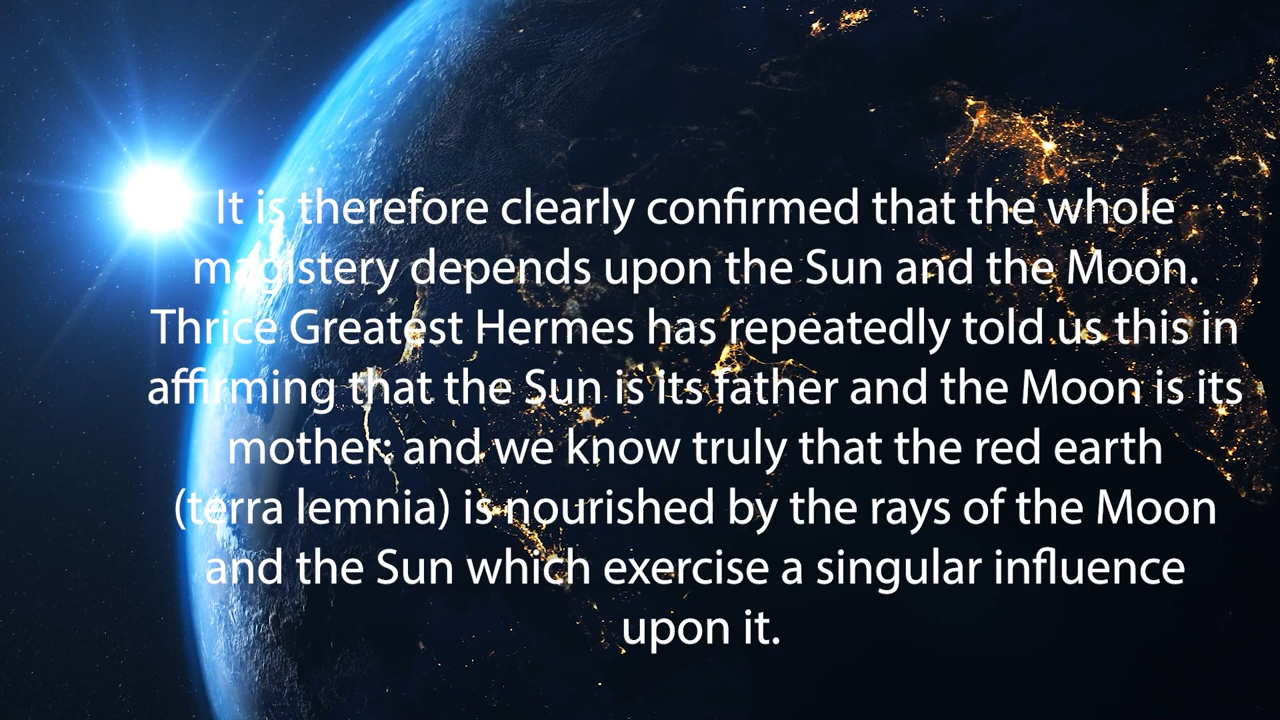 It is therefore clearly confirmed that the whole
magistery depends upon the Sun and the Moon.
Thrice Greatest Hermes has repeatedly told us this in
affirming that the Sun is its father and the Moon is its
mother: and we know truly that the red earth
(terra lemnia) is nourished by the rays of the Moon
and the Sun which exercise a singular influence
upon it.